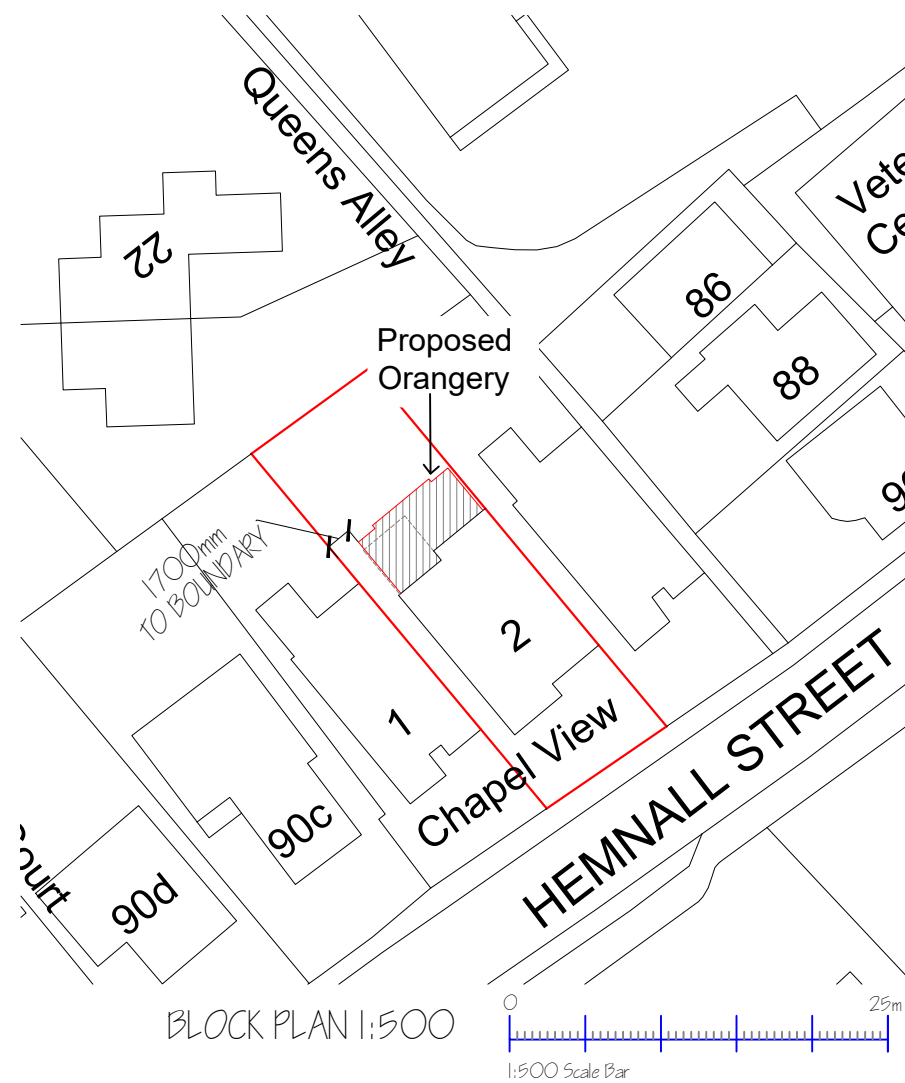 Queens Alley
Vete
Ce
22
86
Proposed
Orangery
88
1700mm
TO BOUNDARY
2
1
Chapel View
HEMNALL STREET
90c
ourt
90d
BLOCK PLAN 1:500
0
25m
1:500 Scale Bar